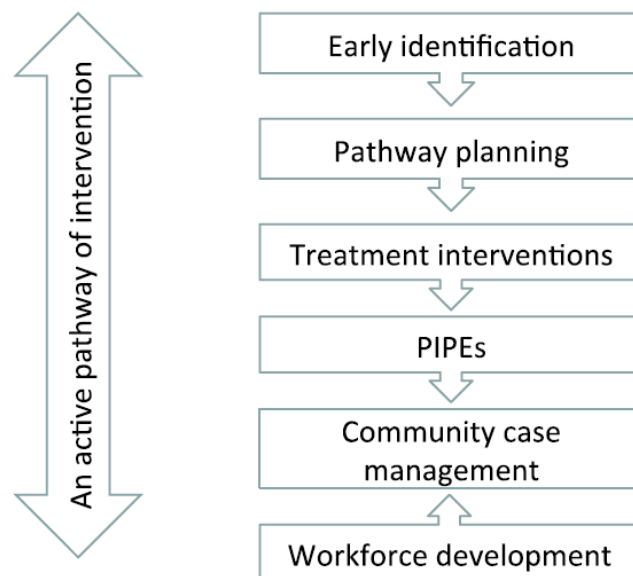 An active pathway of intervention
Early identification
Pathway planning
Treatment interventions
PIPEs
Community case
management
Workforce development